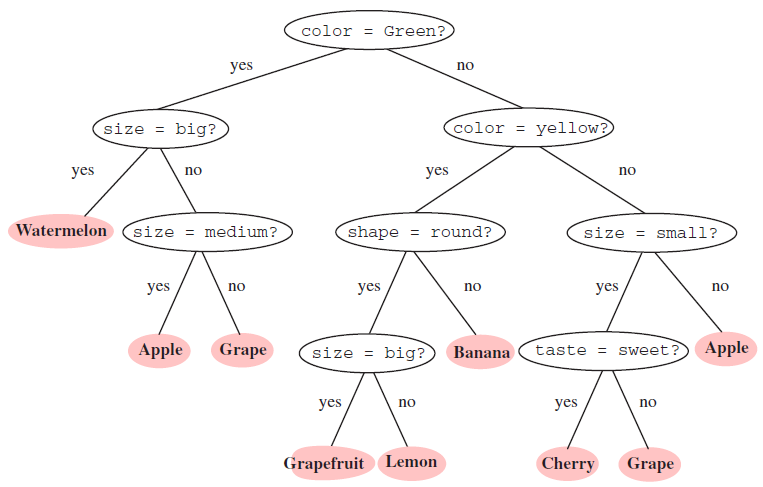 color = Green?
yes
no
size = big?
color = yellow?
yes
no
yes
no
Watermelon
size = medium?
shape = round?
size = small?
yes
no
yes
no
yes
no
Apple
Grape
size = big?
Banana
taste = sweet?
Apple
yes
no
yes
no
Grapefruit
Lemon
Cherry
Grape